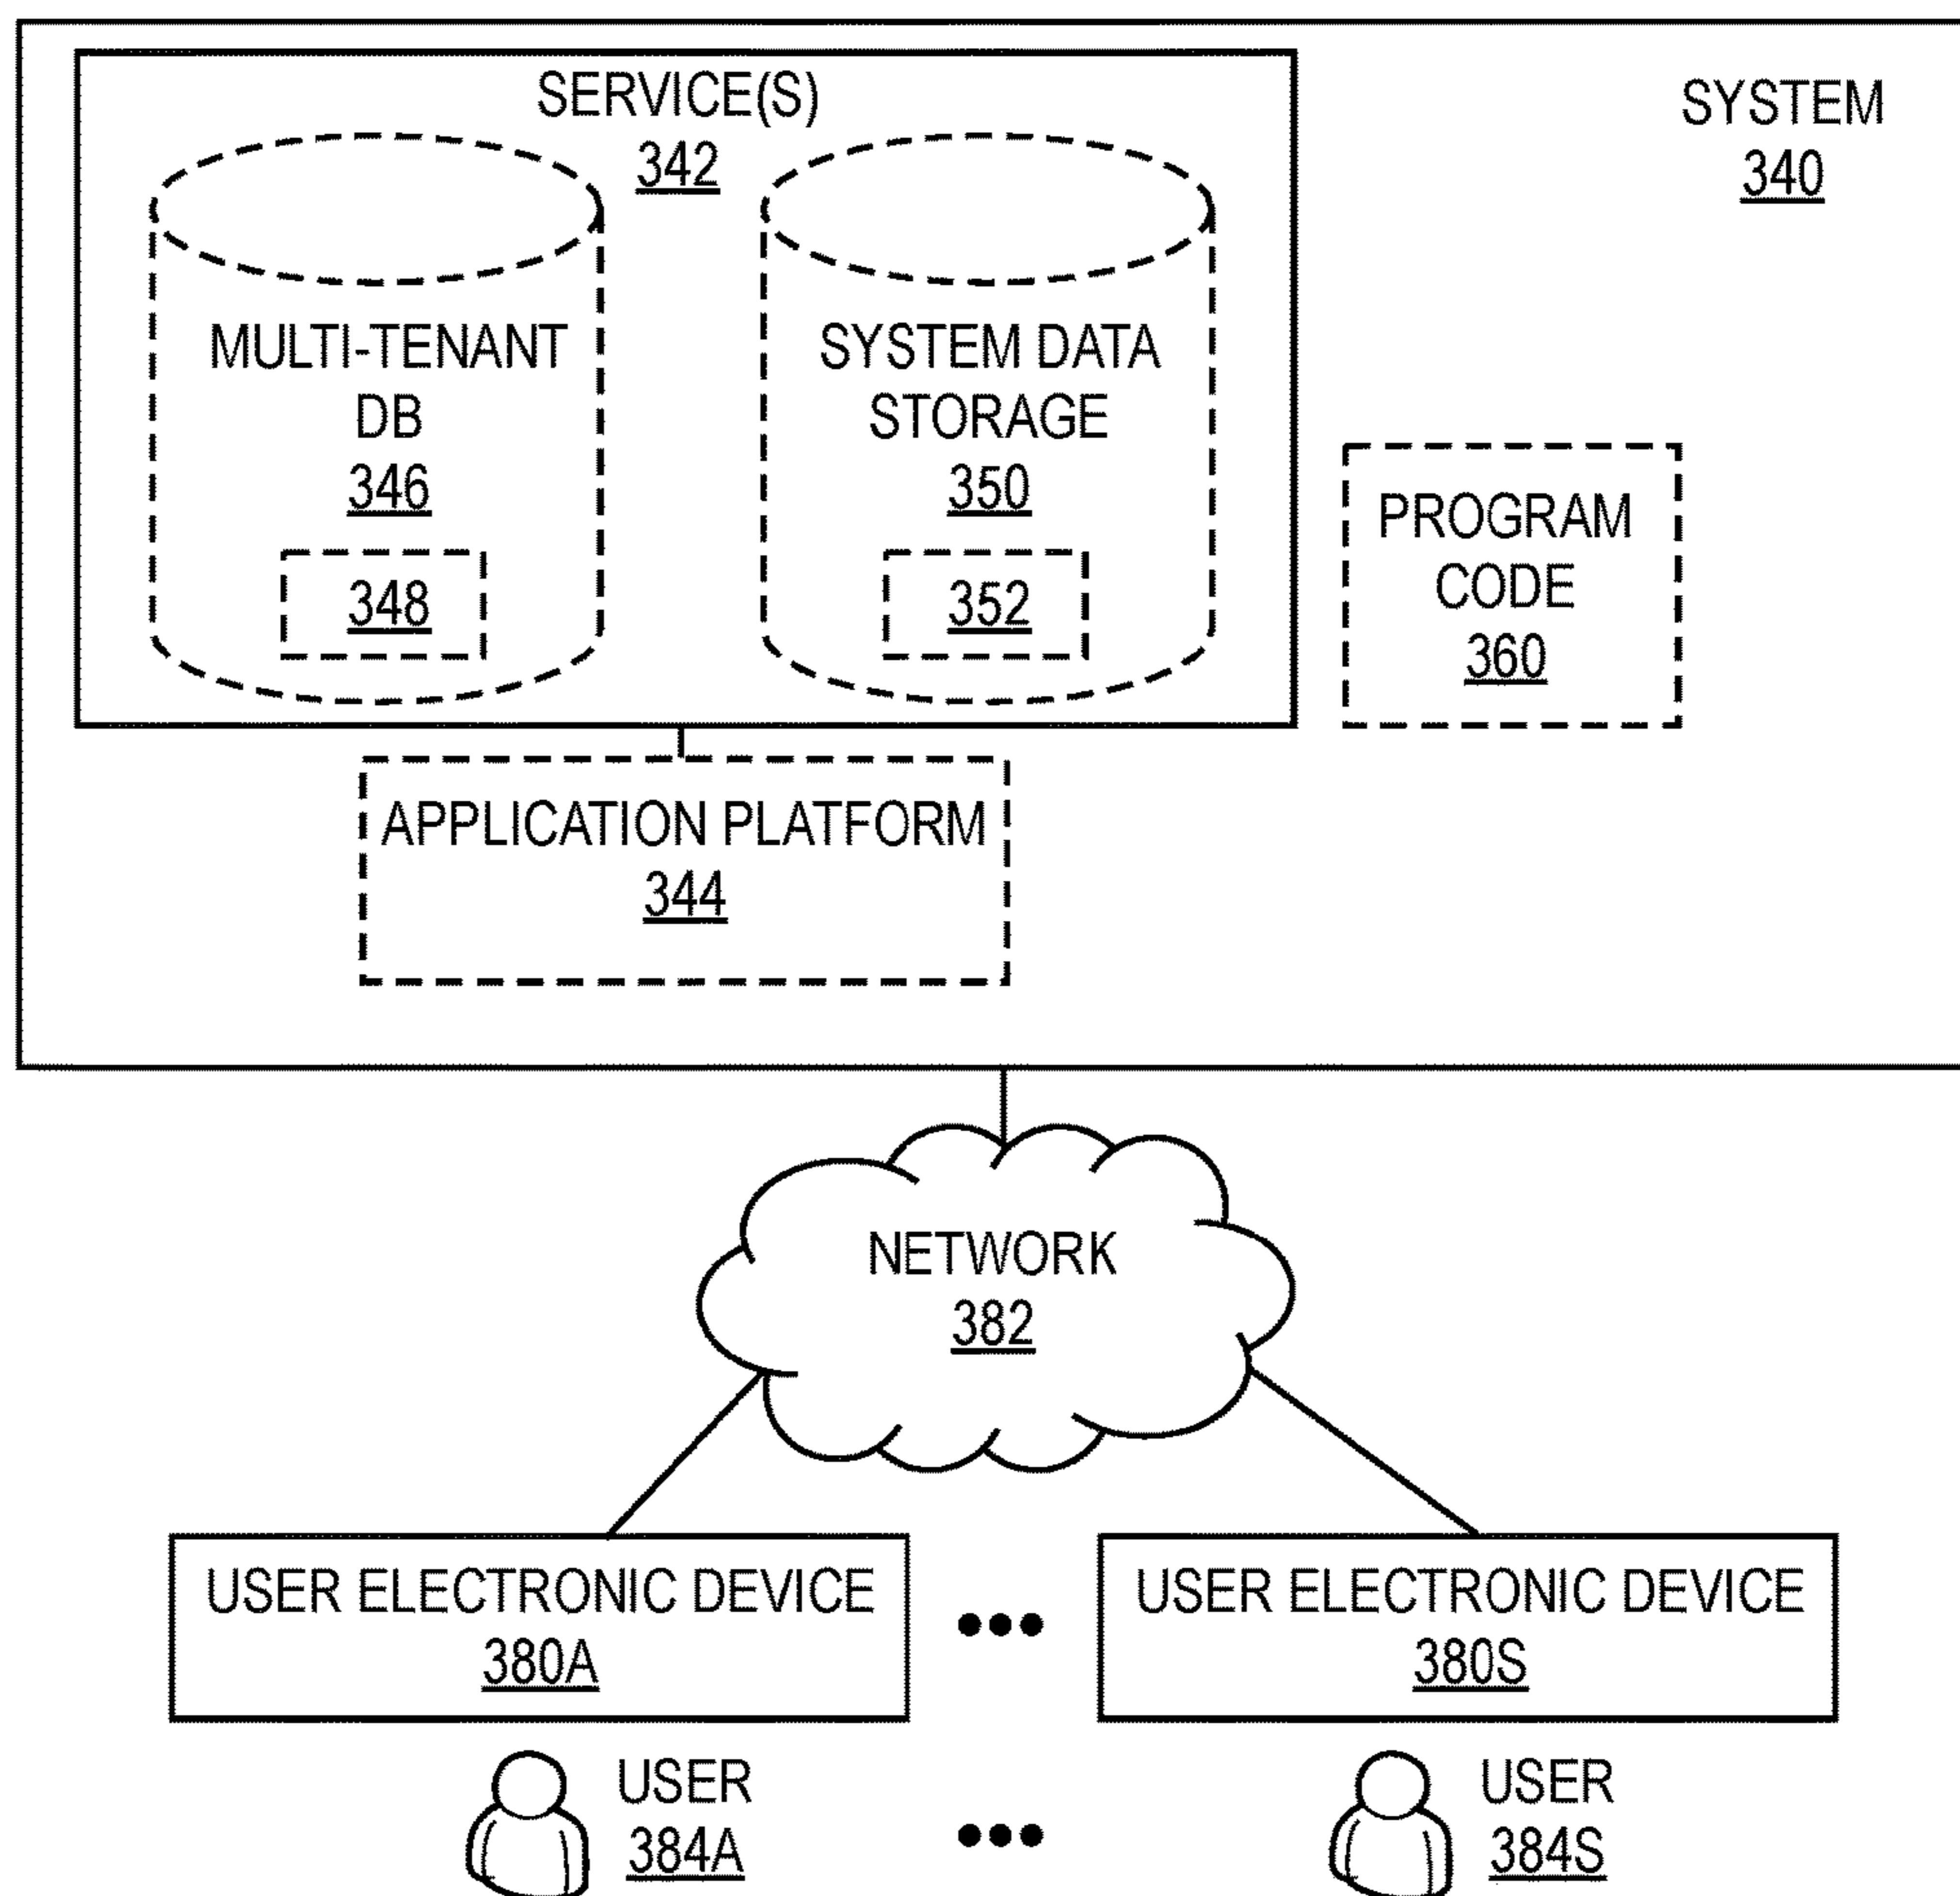 SERVICE(S)
342
SYSTEM
340
MULTI-TENANT
DB
346
348
SYSTEM DATA
STORAGE
350
352
PROGRAM
CODE
360
APPLICATION PLATFORM
344
NETWORK
382
USER ELECTRONIC DEVICE
380A
USER ELECTRONIC DEVICE
380S
USER
384A
USER
384S